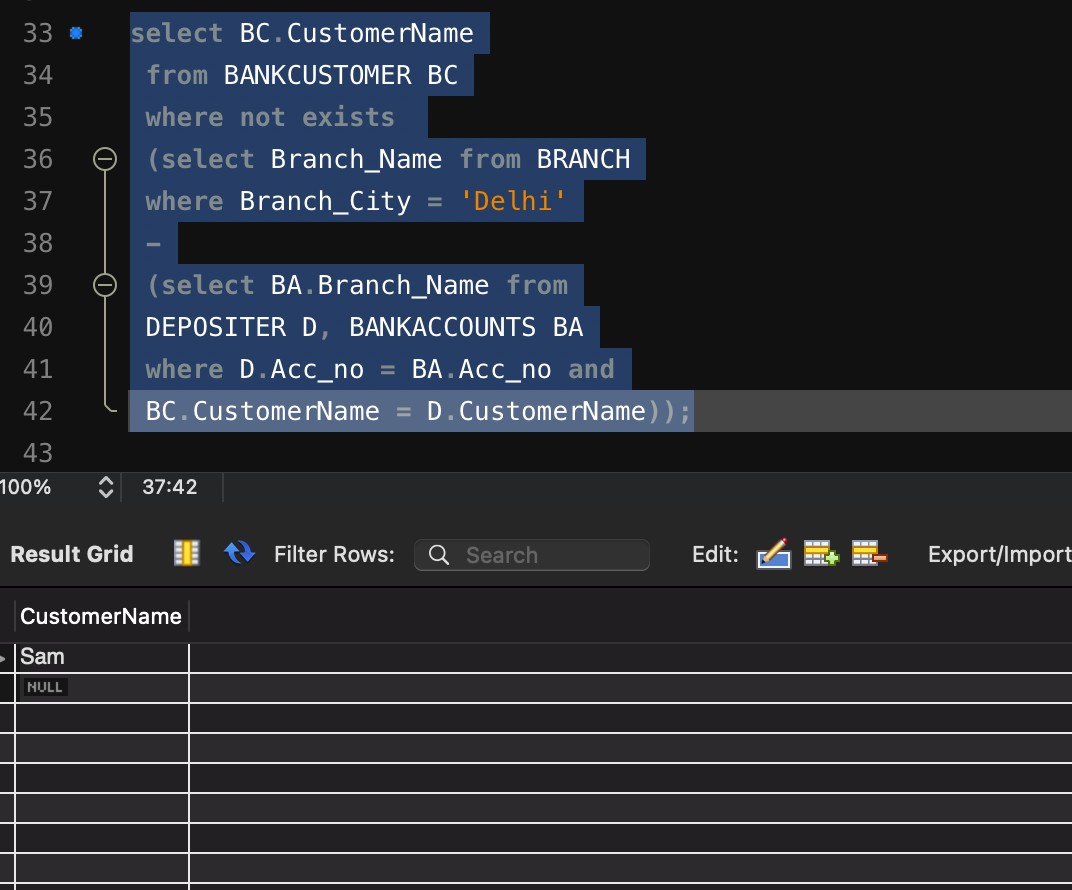 33 select BC.CustomerName
34 from BANKCUSTOMER BC
35 where not exists
36 (select Branch_Name from BRANCH
37 where Branch_City = 'Delhi'
38 –
39 (select BA.Branch_Name from
40 DEPOSITER D, BANKACCOUNTS BA
41 where D.Acc_no = BA.Acc_no and
42 BC.CustomerName = D.CustomerName));
43
100% 37:42
Result Grid Filter Rows: Search Edit: Export/Import
CustomerName
Sam
NULL